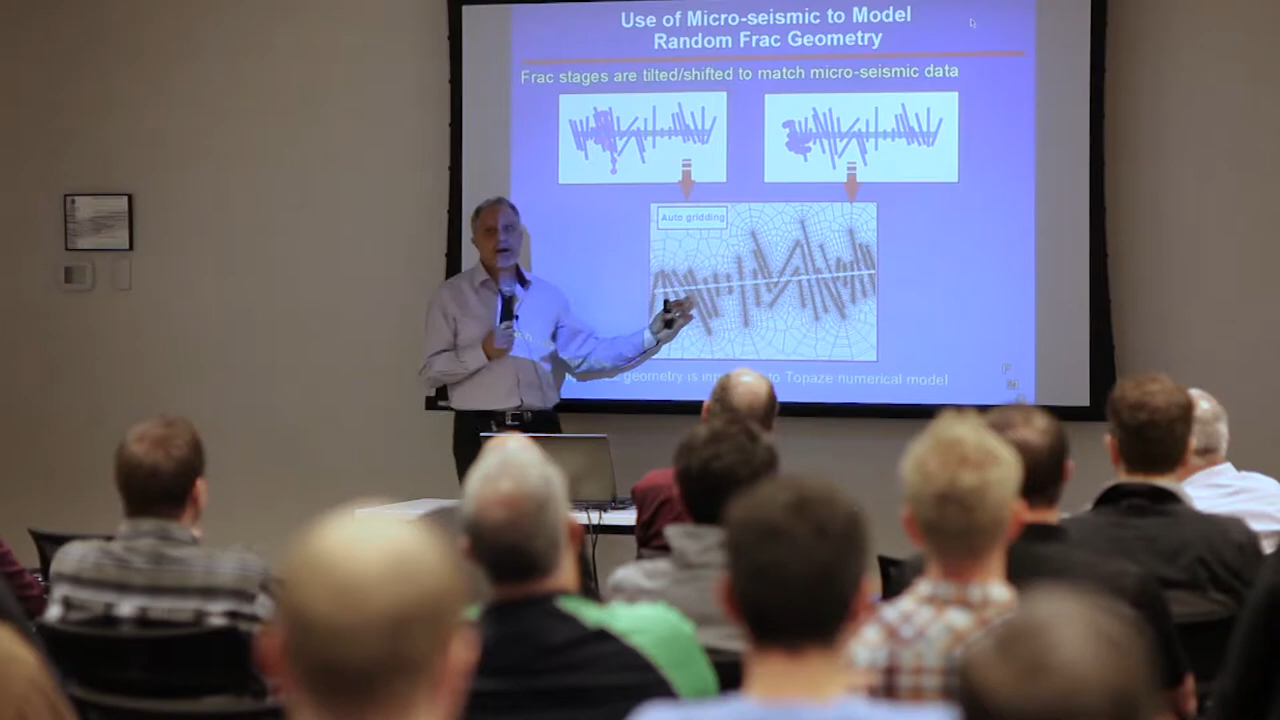 Use of Micro-seismic to Model
Random Frac Geometry
Frac stages are tilted/shifted to match micro-seismic data
Auto gridding
geometry is to Topaze numerical model